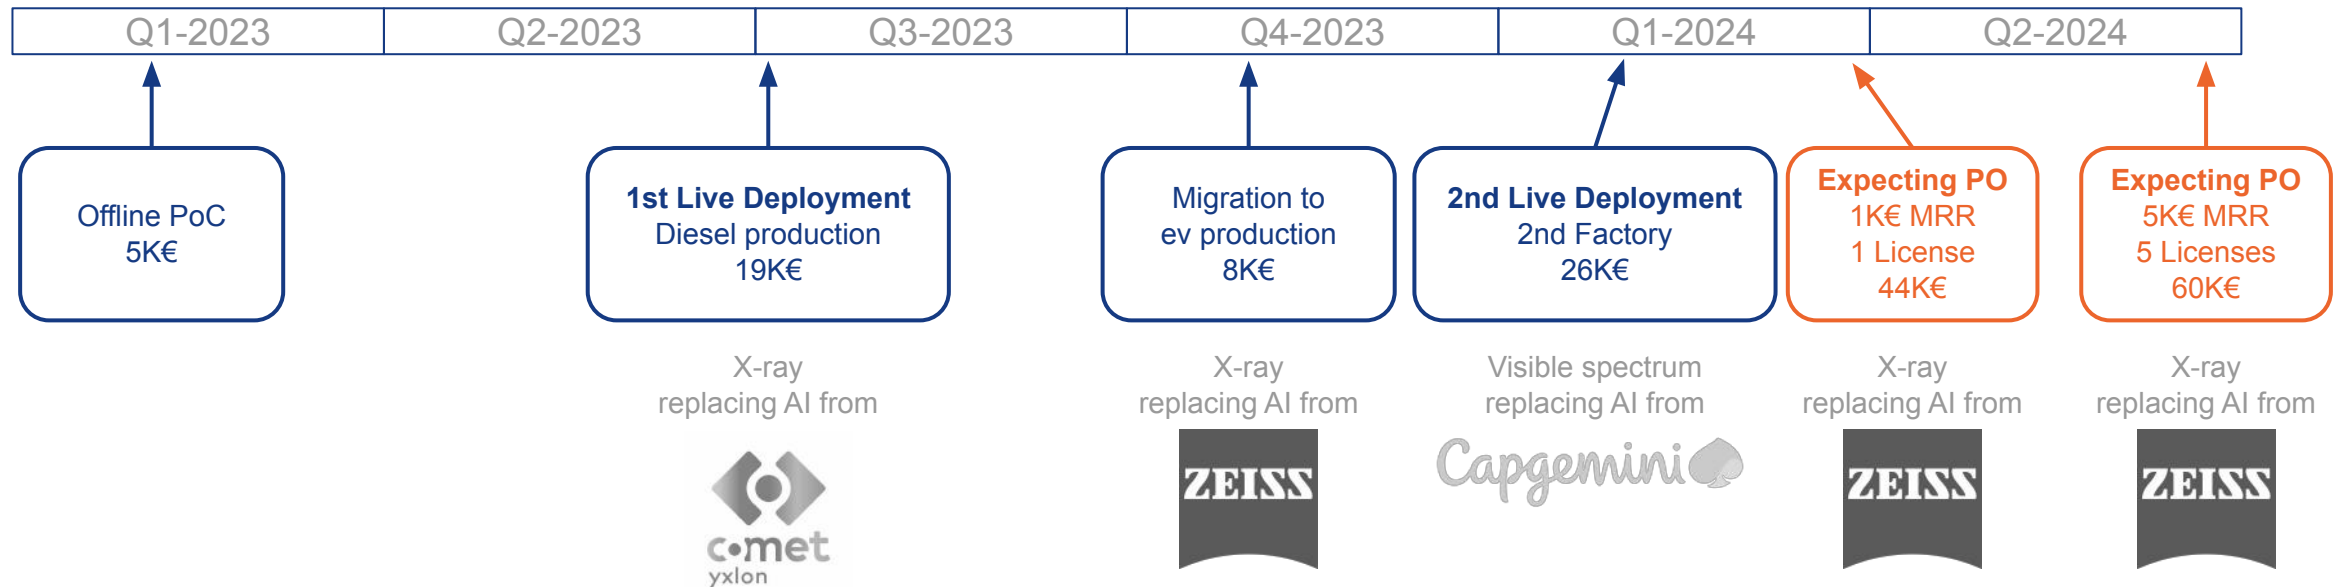 Q1-2023
Q2-2023
Q3-2023
Q4-2023
Q1-2024
Q2-2024
Offline PoC
5K€
1st Live Deployment
Diesel production
19K€
Migration to
ev production
8K€
2nd Live Deployment
2nd Factory
26K€
Expecting PO
1K€ MRR
1 License
44K€
Expecting PO
5K€ MRR
5 Licenses
60K€
X-ray
replacing AI from
comet
yxlon
X-ray
replacing AI from
ZEISS
Visible spectrum
replacing AI from
Capgemini
X-ray
replacing AI from
ZEISS
X-ray
replacing AI from
ZEISS